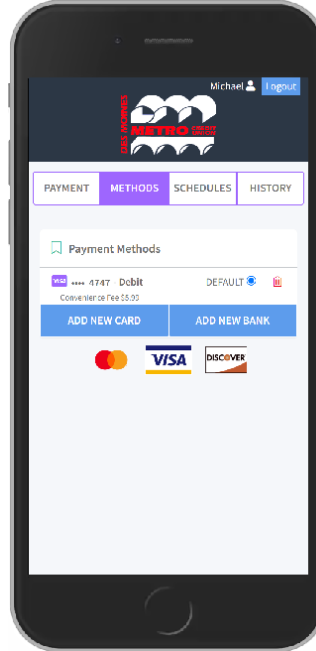 Michael Logout
DES MOINES
METRO CREDIT UNION
PAYMENT METHODS SCHEDULES HISTORY
Payment Methods
VISA •••• 4747 - Debit DEFAULT
Convenience Fee $5.99
ADD NEW CARD ADD NEW BANK
VISA DISCOVER